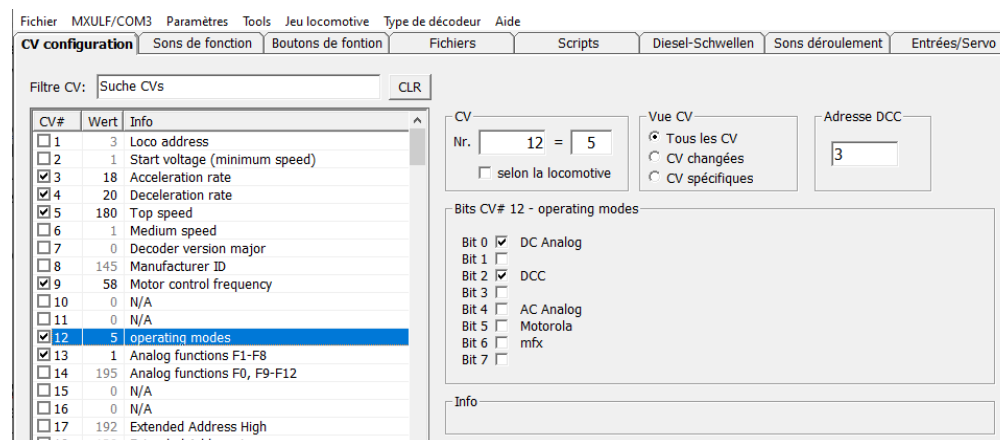 Fichier MXULF/COM3 Paramètres Tools Jeu locomotive Type de décodeur Aide
CV configuration Sons de fonction Boutons de fontion Fichiers Scripts Diesel-Schwellen Sons déroulement Entrées/Servo
Filtre CV: Suche CVs CLR
CV# Wert Info
1 3 Loco address
2 1 Start voltage (minimum speed)
3 18 Acceleration rate
4 20 Deceleration rate
5 180 Top speed
6 1 Medium speed
7 0 Decoder version major
8 145 Manufacturer ID
9 58 Motor control frequency
10 0 N/A
11 0 N/A
12 5 operating modes
13 1 Analog functions F1-F8
14 195 Analog functions F0, F9-F12
15 0 N/A
16 0 N/A
17 192 Extended Address High
CV
Nr. 12 = 5
selon la locomotive
Vue CV
Tous les CV
CV changées
CV spécifiques
Adresse DCC
3
Bits CV# 12 - operating modes
Bit 0 DC Analog
Bit 1
Bit 2 DCC
Bit 3
Bit 4 AC Analog
Bit 5 Motorola
Bit 6 mfx
Bit 7
Info